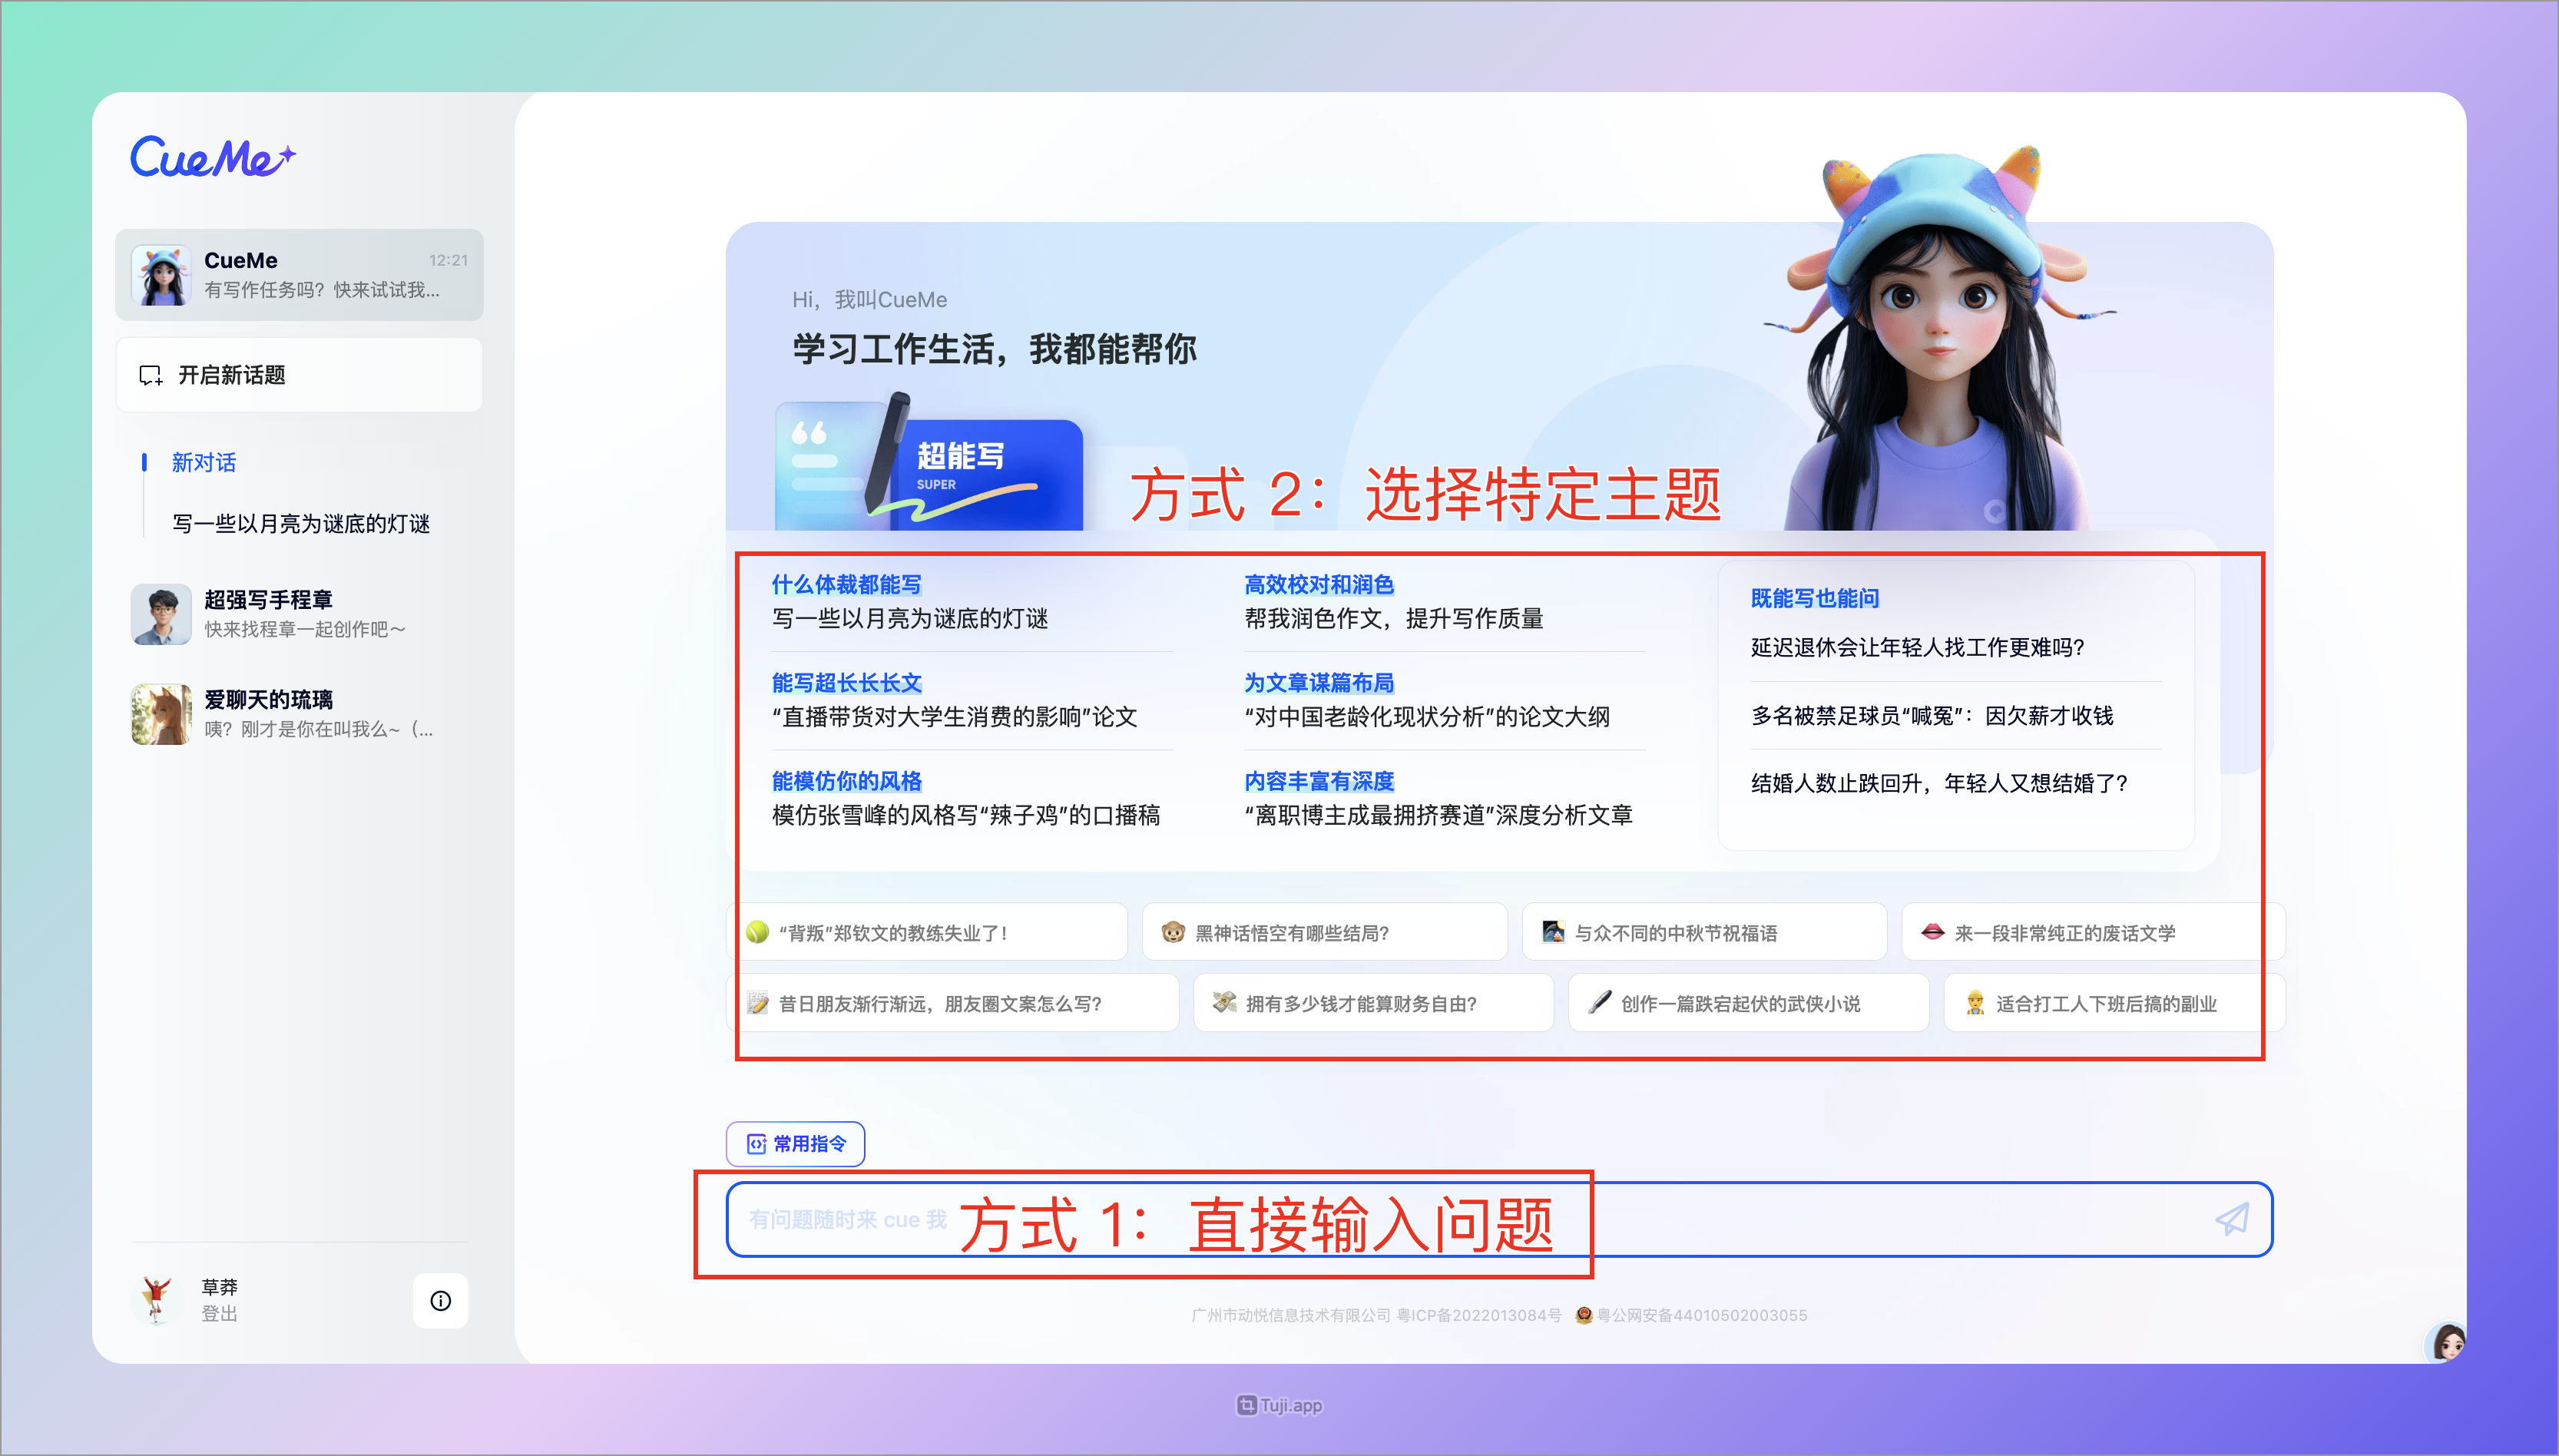 CueMe
CueMe 12:21
有写作任务吗？快来试试我...
开启新话题
新对话
写一些以月亮为谜底的灯谜
超强写手程章
快来找程章一起创作吧～
爱聊天的琉璃
咦？刚才是你在叫我么~（...
草莽
登出
Hi，我叫CueMe
学习工作生活，我都能帮你
超能写
SUPER
方式 2：选择特定主题
什么体裁都能写
写一些以月亮为谜底的灯谜
能写超长长长文
“直播带货对大学生消费的影响”论文
能模仿你的风格
模仿张雪峰的风格写“辣子鸡”的口播稿
高效校对和润色
帮我润色作文，提升写作质量
为文章谋篇布局
“对中国老龄化现状分析”的论文大纲
内容丰富有深度
“离职博主成最拥挤赛道”深度分析文章
既能写也能问
延迟退休会让年轻人找工作更难吗？
多名被禁足球员“喊冤”：因欠薪才收钱
结婚人数止跌回升，年轻人又想结婚了？
“背叛”郑钦文的教练失业了！
黑神话悟空有哪些结局？
与众不同的中秋节祝福语
来一段非常纯正的废话文学
昔日朋友渐行渐远，朋友圈文案怎么写？
拥有多少钱才能算财务自由？
创作一篇跌宕起伏的武侠小说
适合打工人下班后搞的副业
常用指令
有问题随时来 cue 我
方式 1：直接输入问题
广州市动悦信息技术有限公司 粤ICP备2022013084号 粤公网安备44010502003055
Tuji.app